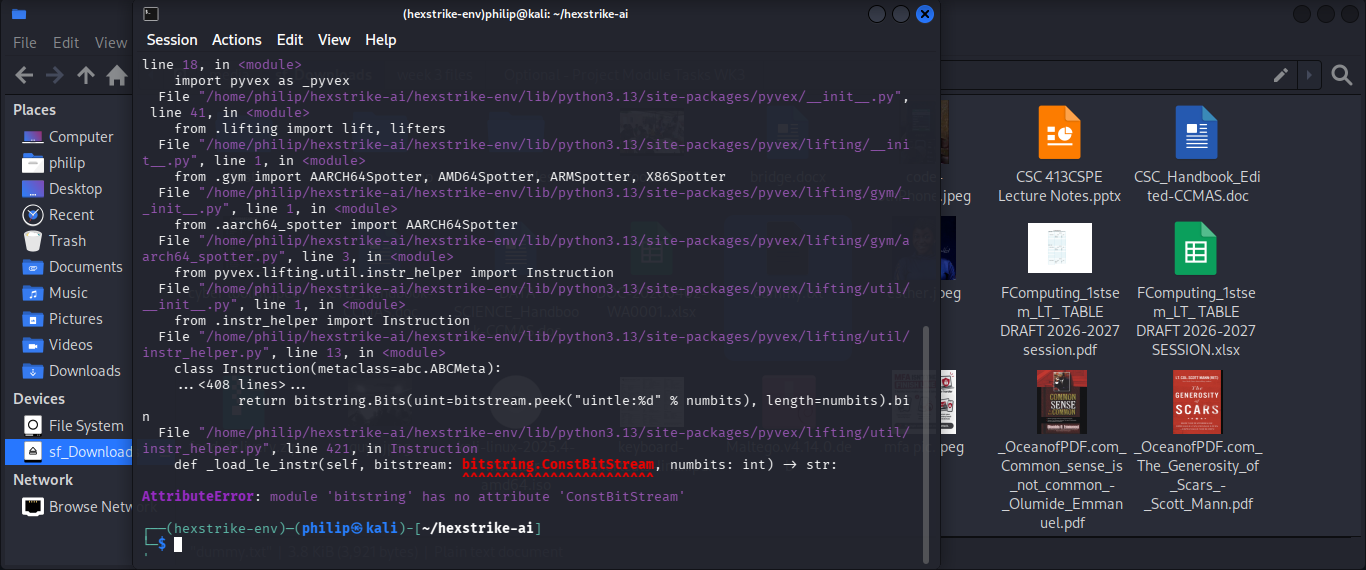 (hexstrike-env)philip@kali: ~/hexstrike-ai
File Edit View
Session Actions Edit View Help
Places
Computer
philip
Desktop
Recent
Trash
Documents
Music
Pictures
Videos
Downloads
Devices
File System
sf_Download
Network
Browse Netw
line 18, in <module>
    import pyvex as _pyvex
  File "/home/philip/hexstrike-ai/hexstrike-env/lib/python3.13/site-packages/pyvex/__init__.py",
 line 41, in <module>
    from .lifting import lift, lifters
  File "/home/philip/hexstrike-ai/hexstrike-env/lib/python3.13/site-packages/pyvex/lifting/__ini
t__.py", line 1, in <module>
    from .gym import AARCH64Spotter, AMD64Spotter, ARMSpotter, X86Spotter
  File "/home/philip/hexstrike-ai/hexstrike-env/lib/python3.13/site-packages/pyvex/lifting/gym/_
_init__.py", line 1, in <module>
    from .aarch64_spotter import AARCH64Spotter
  File "/home/philip/hexstrike-ai/hexstrike-env/lib/python3.13/site-packages/pyvex/lifting/gym/a
arch64_spotter.py", line 3, in <module>
    from pyvex.lifting.util.instr_helper import Instruction
  File "/home/philip/hexstrike-ai/hexstrike-env/lib/python3.13/site-packages/pyvex/lifting/util/
__init__.py", line 1, in <module>
    from .instr_helper import Instruction
  File "/home/philip/hexstrike-ai/hexstrike-env/lib/python3.13/site-packages/pyvex/lifting/util/
instr_helper.py", line 13, in <module>
    class Instruction(metaclass=abc.ABCMeta):
    ...<408 lines>...
            return bitstring.Bits(uint=bitstream.peek("uintle:%d" % numbits), length=numbits).bi
n
  File "/home/philip/hexstrike-ai/hexstrike-env/lib/python3.13/site-packages/pyvex/lifting/util/
instr_helper.py", line 421, in Instruction
    def _load_le_instr(self, bitstream: bitstring.ConstBitStream, numbits: int) → str:
                                        ^^^^^^^^^^^^^^^^^^^^^^^^
AttributeError: module 'bitstring' has no attribute 'ConstBitStream'
┌──(hexstrike-env)─(philip㉿kali)-[~/hexstrike-ai]
└─$
.jpeg
CSC 413CSPE
Lecture Notes.pptx
CSC_Handbook_Edi
ted-CCMAS.doc
.jpeg
FComputing_1stse
m_LT_ TABLE
DRAFT 2026-2027
session.pdf
FComputing_1stse
m_LT_ TABLE
DRAFT 2026-2027
SESSION.xlsx
.jpeg
COMMON
SENSE
COMMON
THE
GENEROSITY
OF
SCARS
_OceanofPDF.com_
Common_sense_is
_not_common_-
_Olumide_Emman
uel.pdf
_OceanofPDF.com_
The_Generosity_of
_Scars_-
_Scott_Mann.pdf